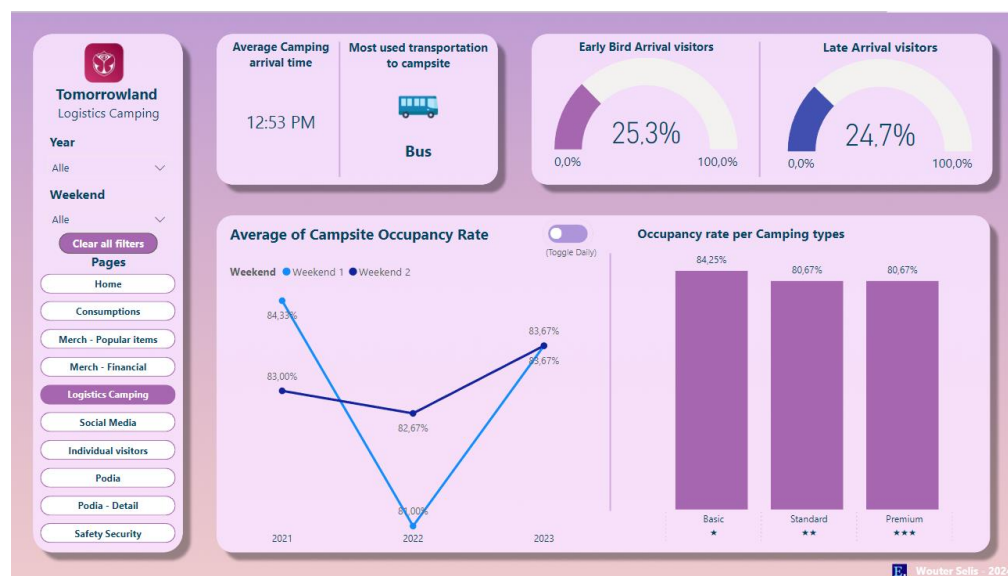 Tomorrowland
Logistics Camping
Year
Alle
Weekend
Alle
Clear all filters
Pages
Home
Consumptions
Merch - Popular items
Merch - Financial
Logistics Camping
Social Media
Individual visitors
Podia
Podia - Detail
Safety Security
Average Camping
arrival time
12:53 PM
Most used transportation
to campsite
Bus
Early Bird Arrival visitors
25,3%
0,0%
100,0%
Late Arrival visitors
24,7%
0,0%
100,0%
Average of Campsite Occupancy Rate
(Toggle Daily)
Weekend Weekend 1 Weekend 2
84,33%
83,00%
82,67%
81,00%
83,67%
83,67%
2021 2022 2023
Occupancy rate per Camping types
84,25% 80,67% 80,67%
Basic Standard Premium
★ ★★ ★★★
E. Wouter Selis - 202